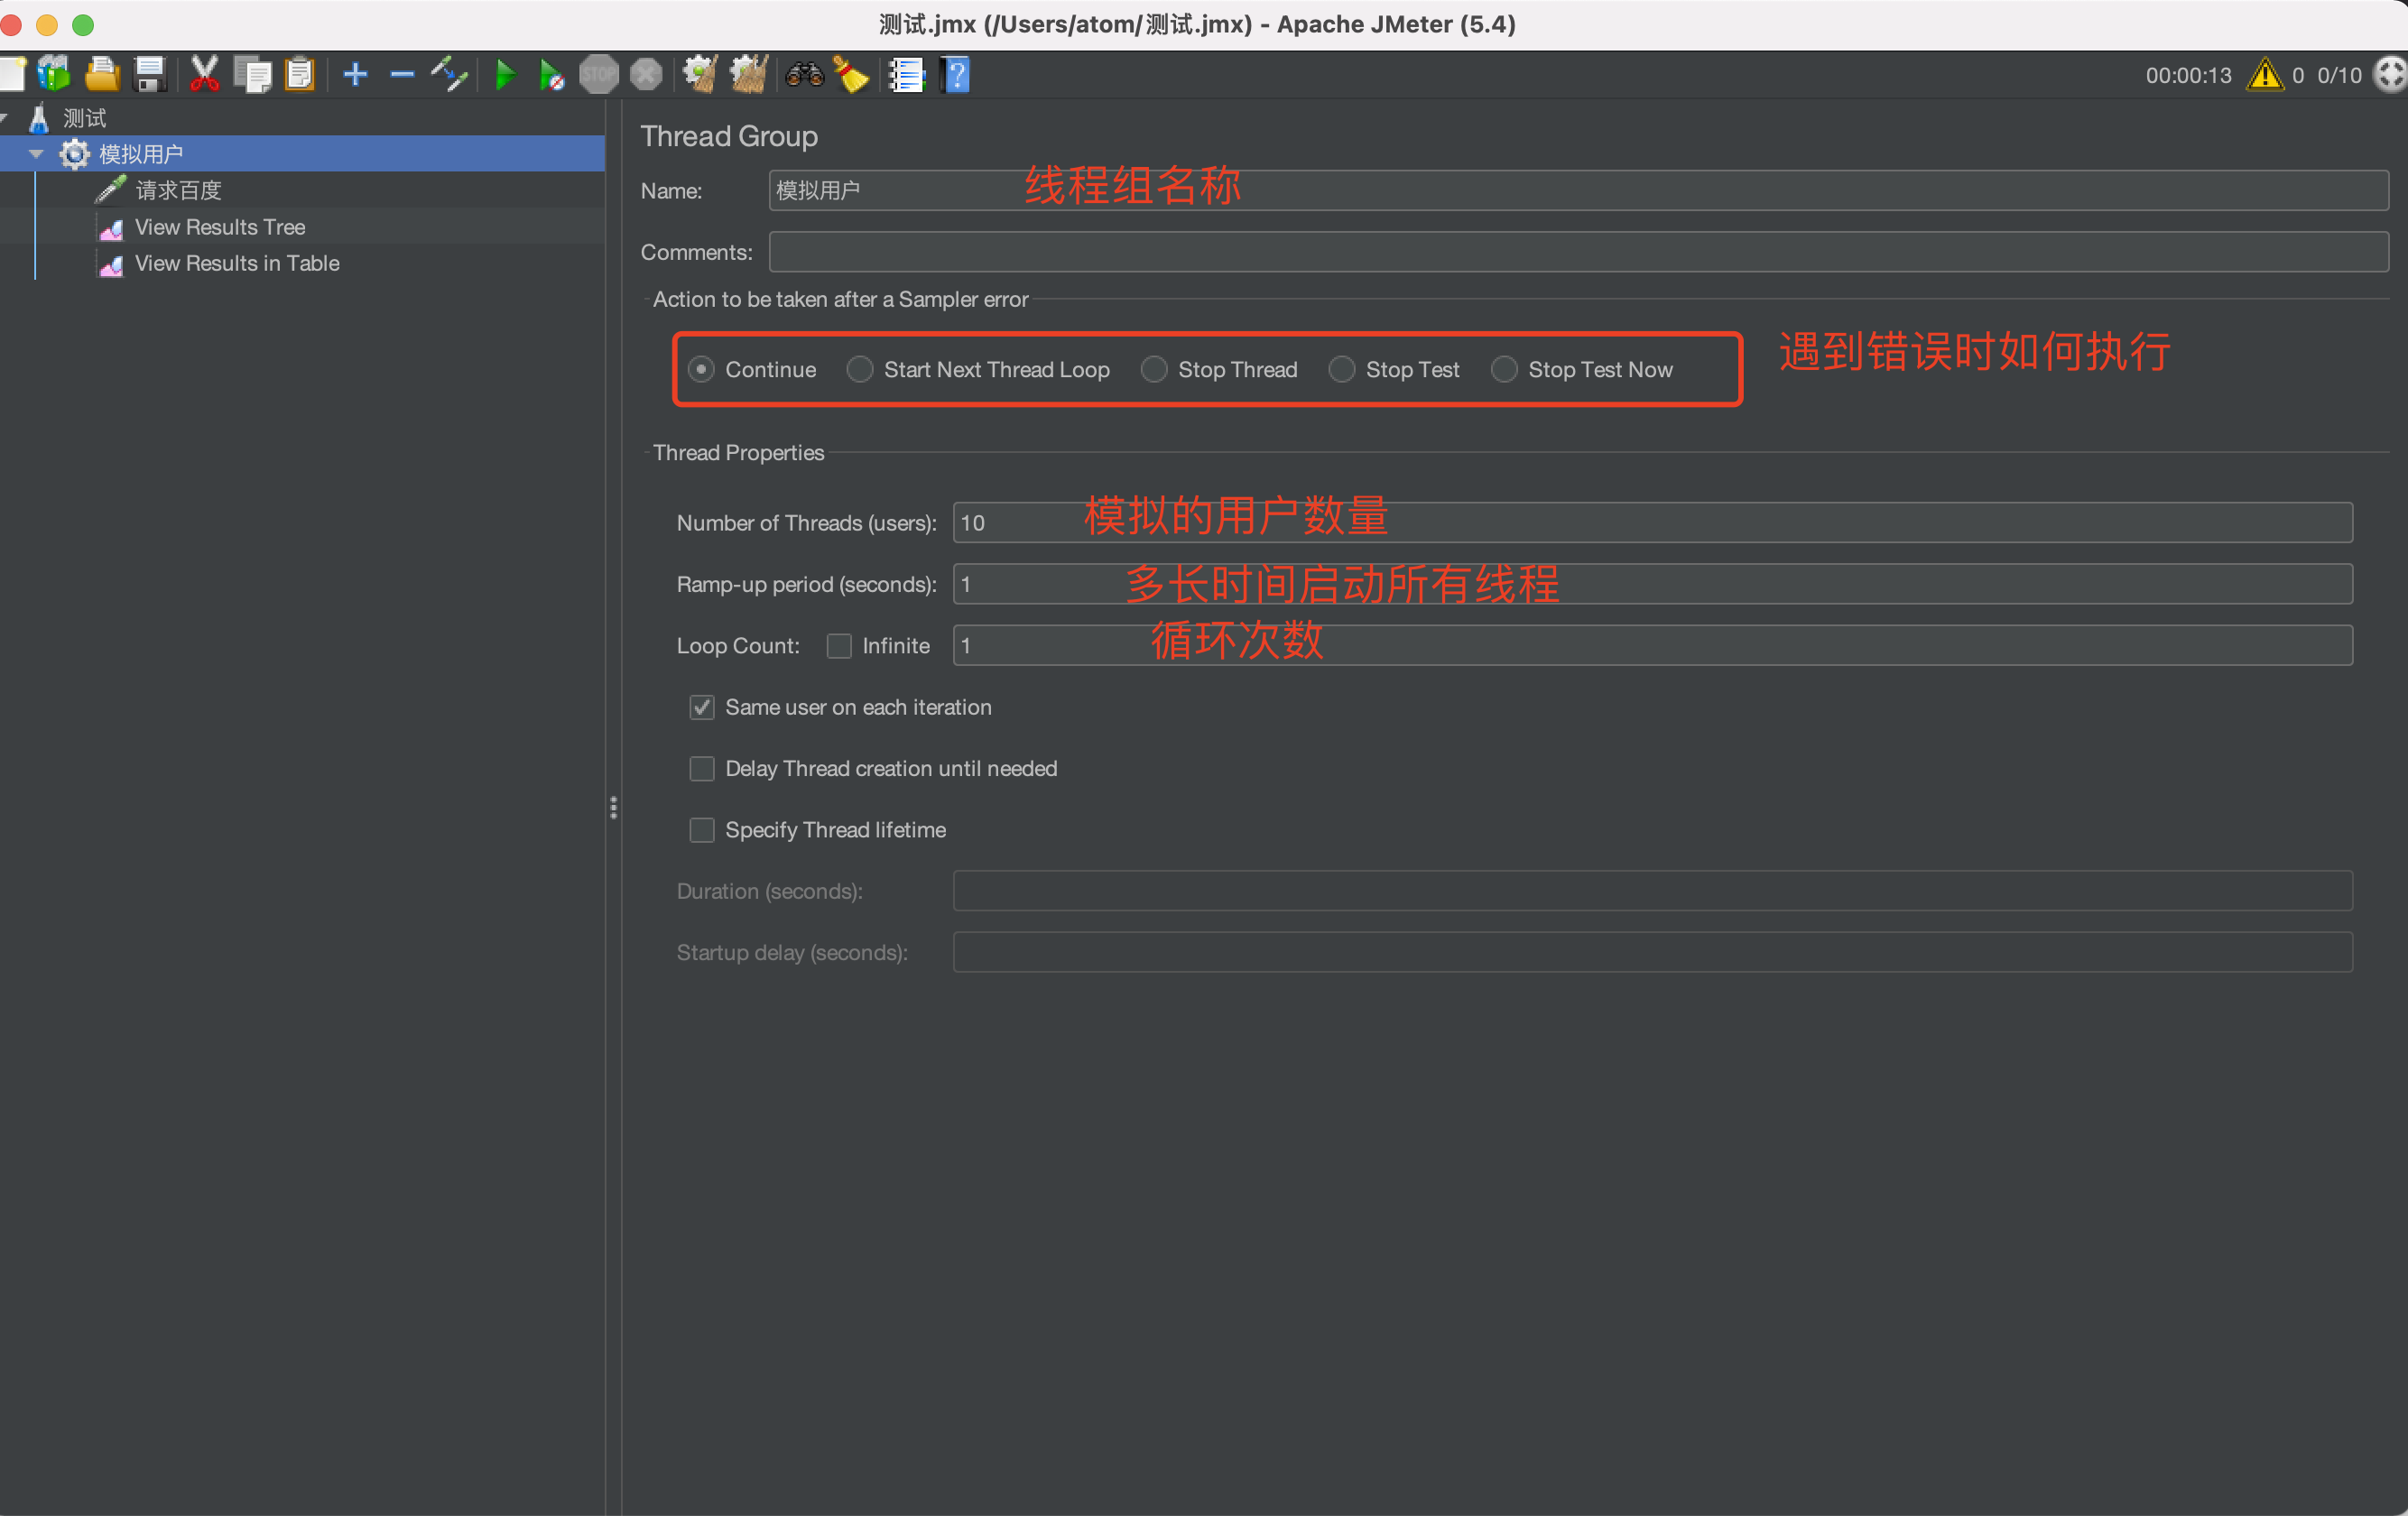 测试.jmx (/Users/atom/测试.jmx) - Apache JMeter (5.4)
STOP
?
00:00:13 ! 0 0/10
测试
模拟用户
请求百度
View Results Tree
View Results in Table
Thread Group
Name: 模拟用户 线程组名称
Comments:
Action to be taken after a Sampler error
Continue Start Next Thread Loop Stop Thread Stop Test Stop Test Now 遇到错误时如何执行
Thread Properties
Number of Threads (users): 10 模拟的用户数量
Ramp-up period (seconds): 1 多长时间启动所有线程
Loop Count: Infinite 1 循环次数
Same user on each iteration
Delay Thread creation until needed
Specify Thread lifetime
Duration (seconds):
Startup delay (seconds):